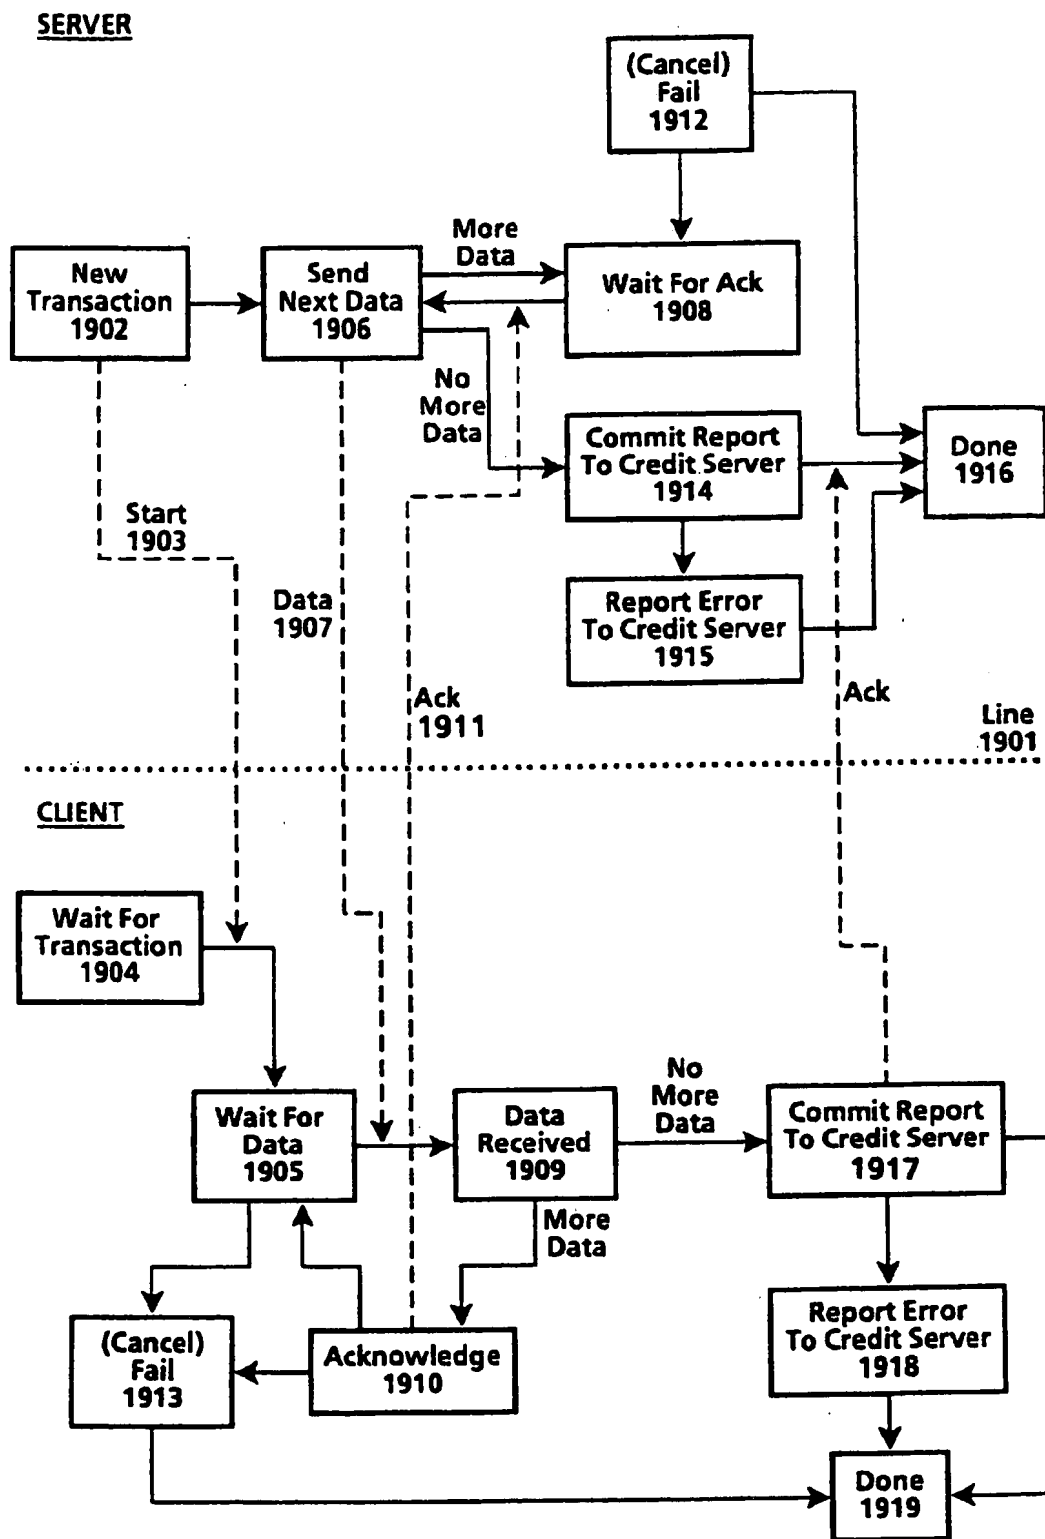 SERVER
(Cancel)
Fail
1912
More
Data
New
Transaction
1902
Send
Next Data
1906
Wait For Ack
1908
No
More
Data
Commit Report
To Credit Server
1914
Done
1916
Start
1903
Data
1907
Report Error
To Credit Server
1915
Ack
1911
Ack
Line
1901
CLIENT
Wait For
Transaction
1904
Wait For
Data
1905
Data
Received
1909
No
More
Data
Commit Report
To Credit Server
1917
More
Data
(Cancel)
Fail
1913
Acknowledge
1910
Report Error
To Credit Server
1918
Done
1919